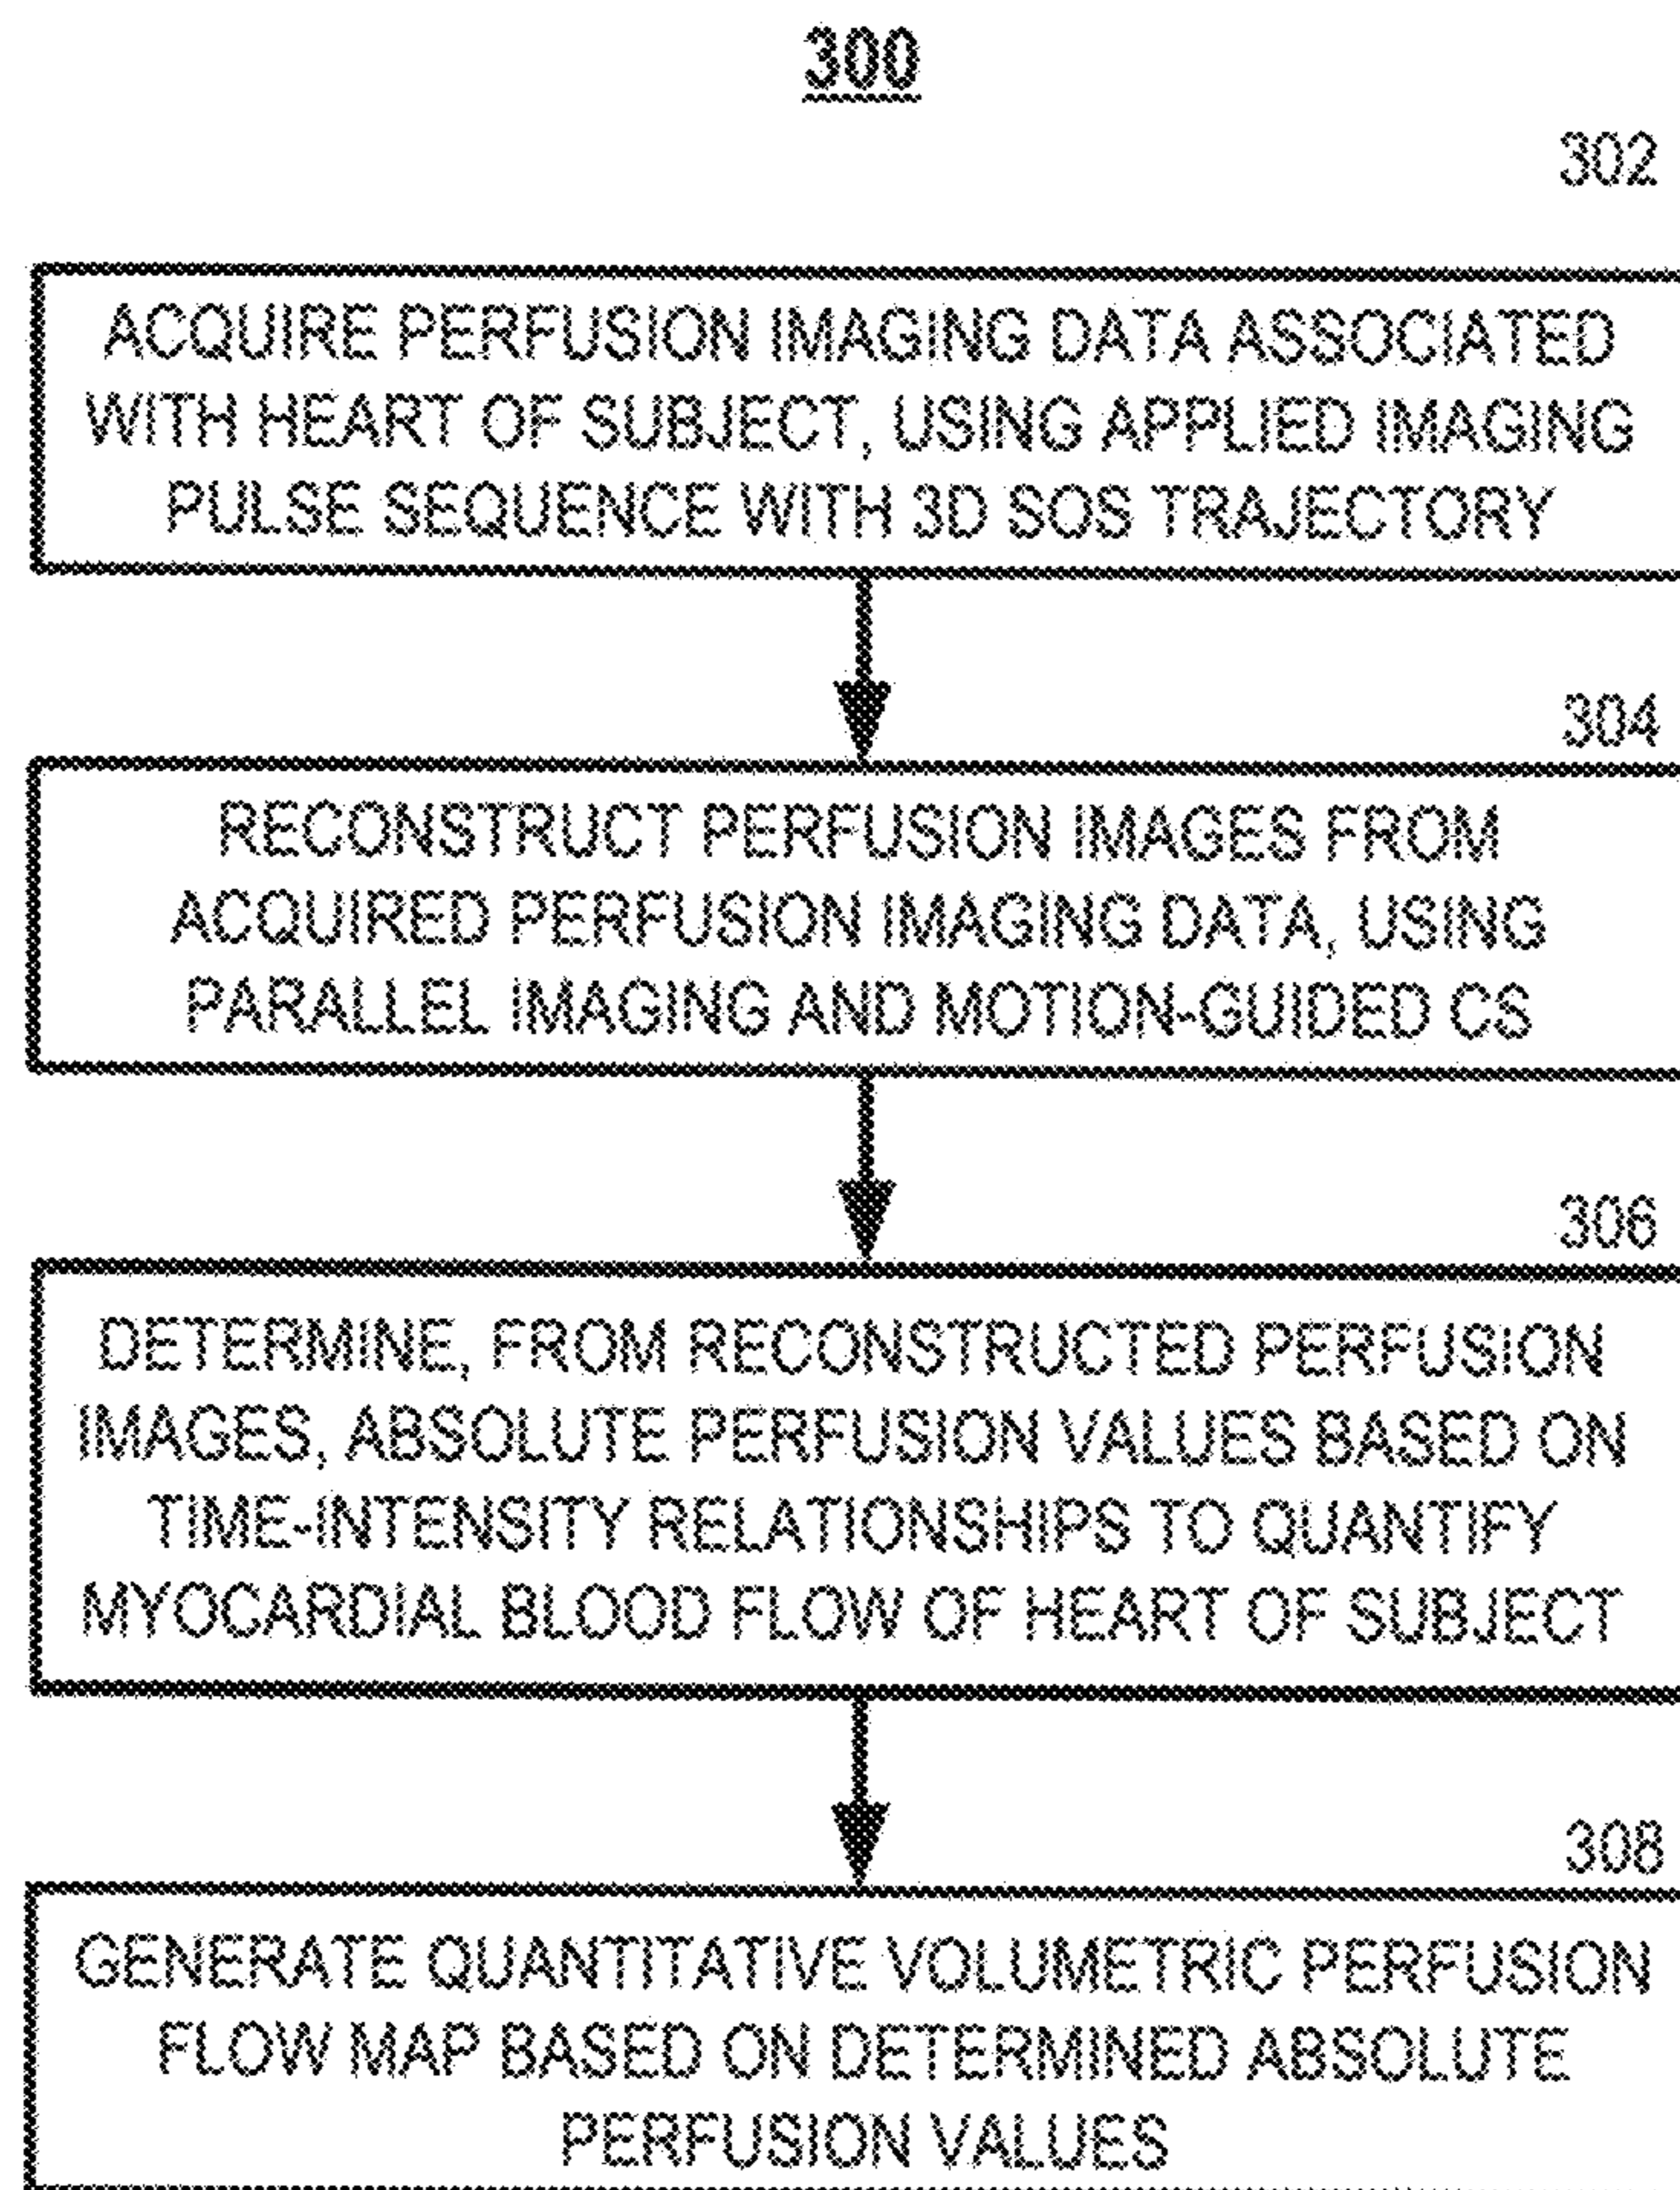 300
302
ACQUIRE PERFUSION IMAGING DATA ASSOCIATED
WITH HEART OF SUBJECT, USING APPLIED IMAGING
PULSE SEQUENCE WITH 3D SOS TRAJECTORY
304
RECONSTRUCT PERFUSION IMAGES FROM
ACQUIRED PERFUSION IMAGING DATA, USING
PARALLEL IMAGING AND MOTION-GUIDED CS
306
DETERMINE, FROM RECONSTRUCTED PERFUSION
IMAGES, ABSOLUTE PERFUSION VALUES BASED ON
TIME-INTENSITY RELATIONSHIPS TO QUANTIFY
MYOCARDIAL BLOOD FLOW OF HEART OF SUBJECT
308
GENERATE QUANTITATIVE VOLUMETRIC PERFUSION
FLOW MAP BASED ON DETERMINED ABSOLUTE
PERFUSION VALUES